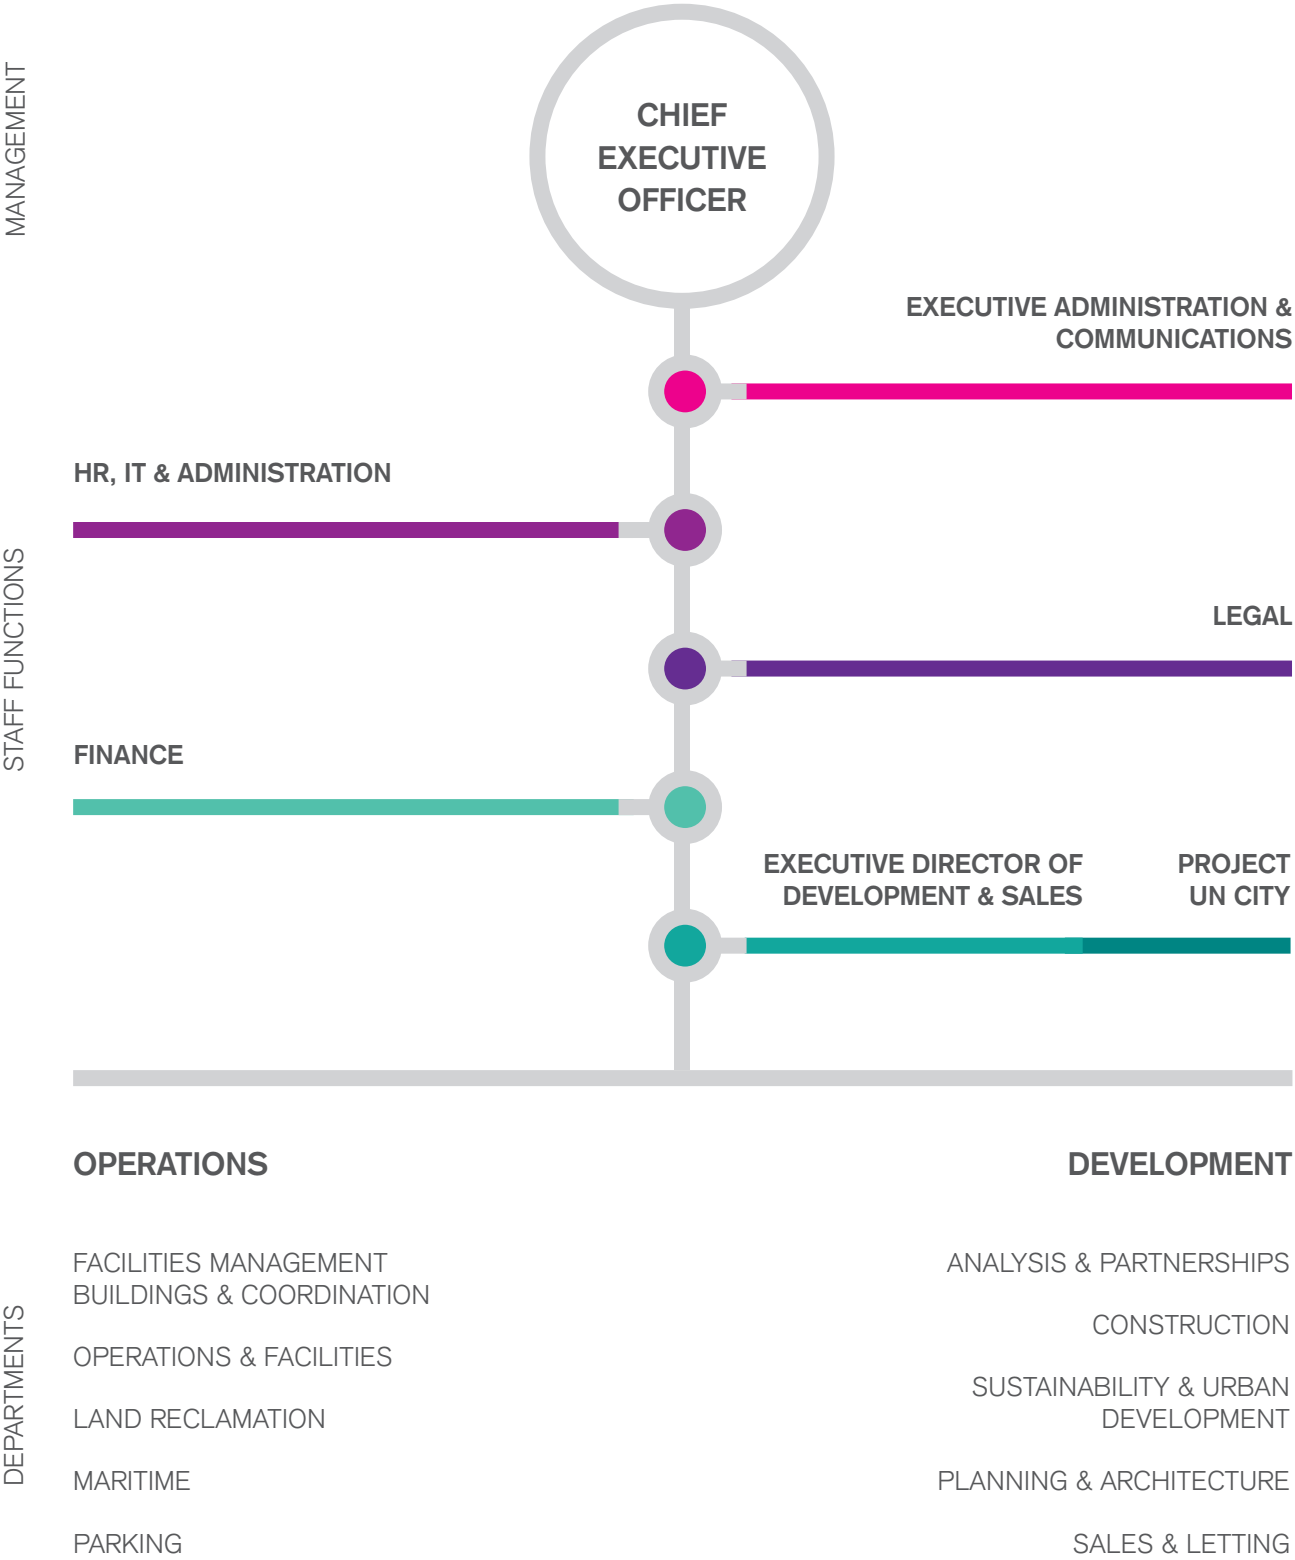 MANAGEMENT
CHIEF
EXECUTIVE
OFFICER
EXECUTIVE ADMINISTRATION &
COMMUNICATIONS
STAFF FUNCTIONS
HR, IT & ADMINISTRATION
LEGAL
FINANCE
EXECUTIVE DIRECTOR OF
DEVELOPMENT & SALES
PROJECT
UN CITY
DEPARTMENTS
OPERATIONS
FACILITIES MANAGEMENT
BUILDINGS & COORDINATION
OPERATIONS & FACILITIES
LAND RECLAMATION
MARITIME
PARKING
DEVELOPMENT
ANALYSIS & PARTNERSHIPS
CONSTRUCTION
SUSTAINABILITY & URBAN
DEVELOPMENT
PLANNING & ARCHITECTURE
SALES & LETTING